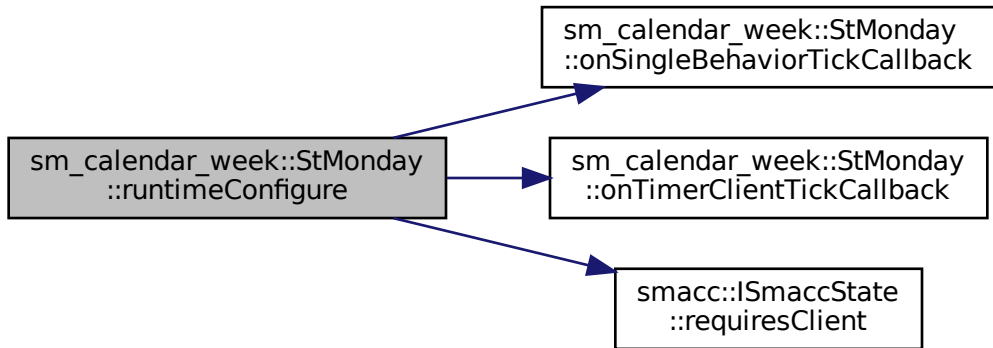 sm_calendar_week::StMonday
::onSingleBehaviorTickCallback
sm_calendar_week::StMonday
::runtimeConfigure
sm_calendar_week::StMonday
::onTimerClientTickCallback
smacc::ISmaccState
::requiresClient